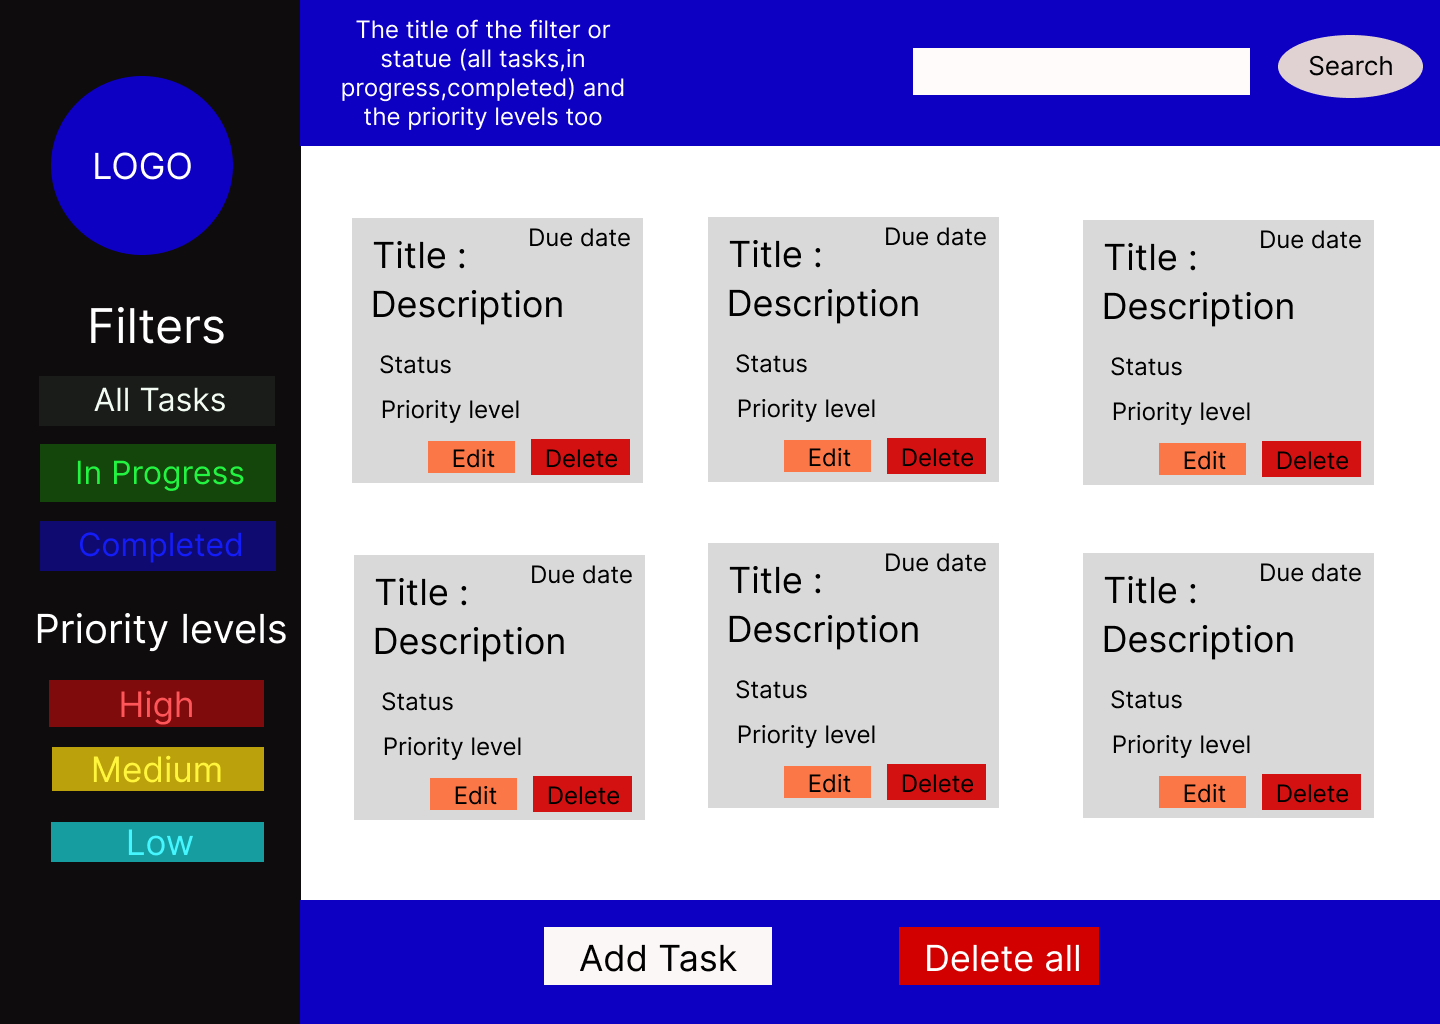 LOGO
Filters
All Tasks
In Progress
Completed
Priority levels
High
Medium
Low
The title of the filter or
statue (all tasks,in
progress,completed) and
the priority levels too
Search
Due date
Title :
Description
Status
Priority level
Edit
Delete
Due date
Title :
Description
Status
Priority level
Edit
Delete
Due date
Title :
Description
Status
Priority level
Edit
Delete
Due date
Title :
Description
Status
Priority level
Edit
Delete
Due date
Title :
Description
Status
Priority level
Edit
Delete
Due date
Title :
Description
Status
Priority level
Edit
Delete
Add Task
Delete all